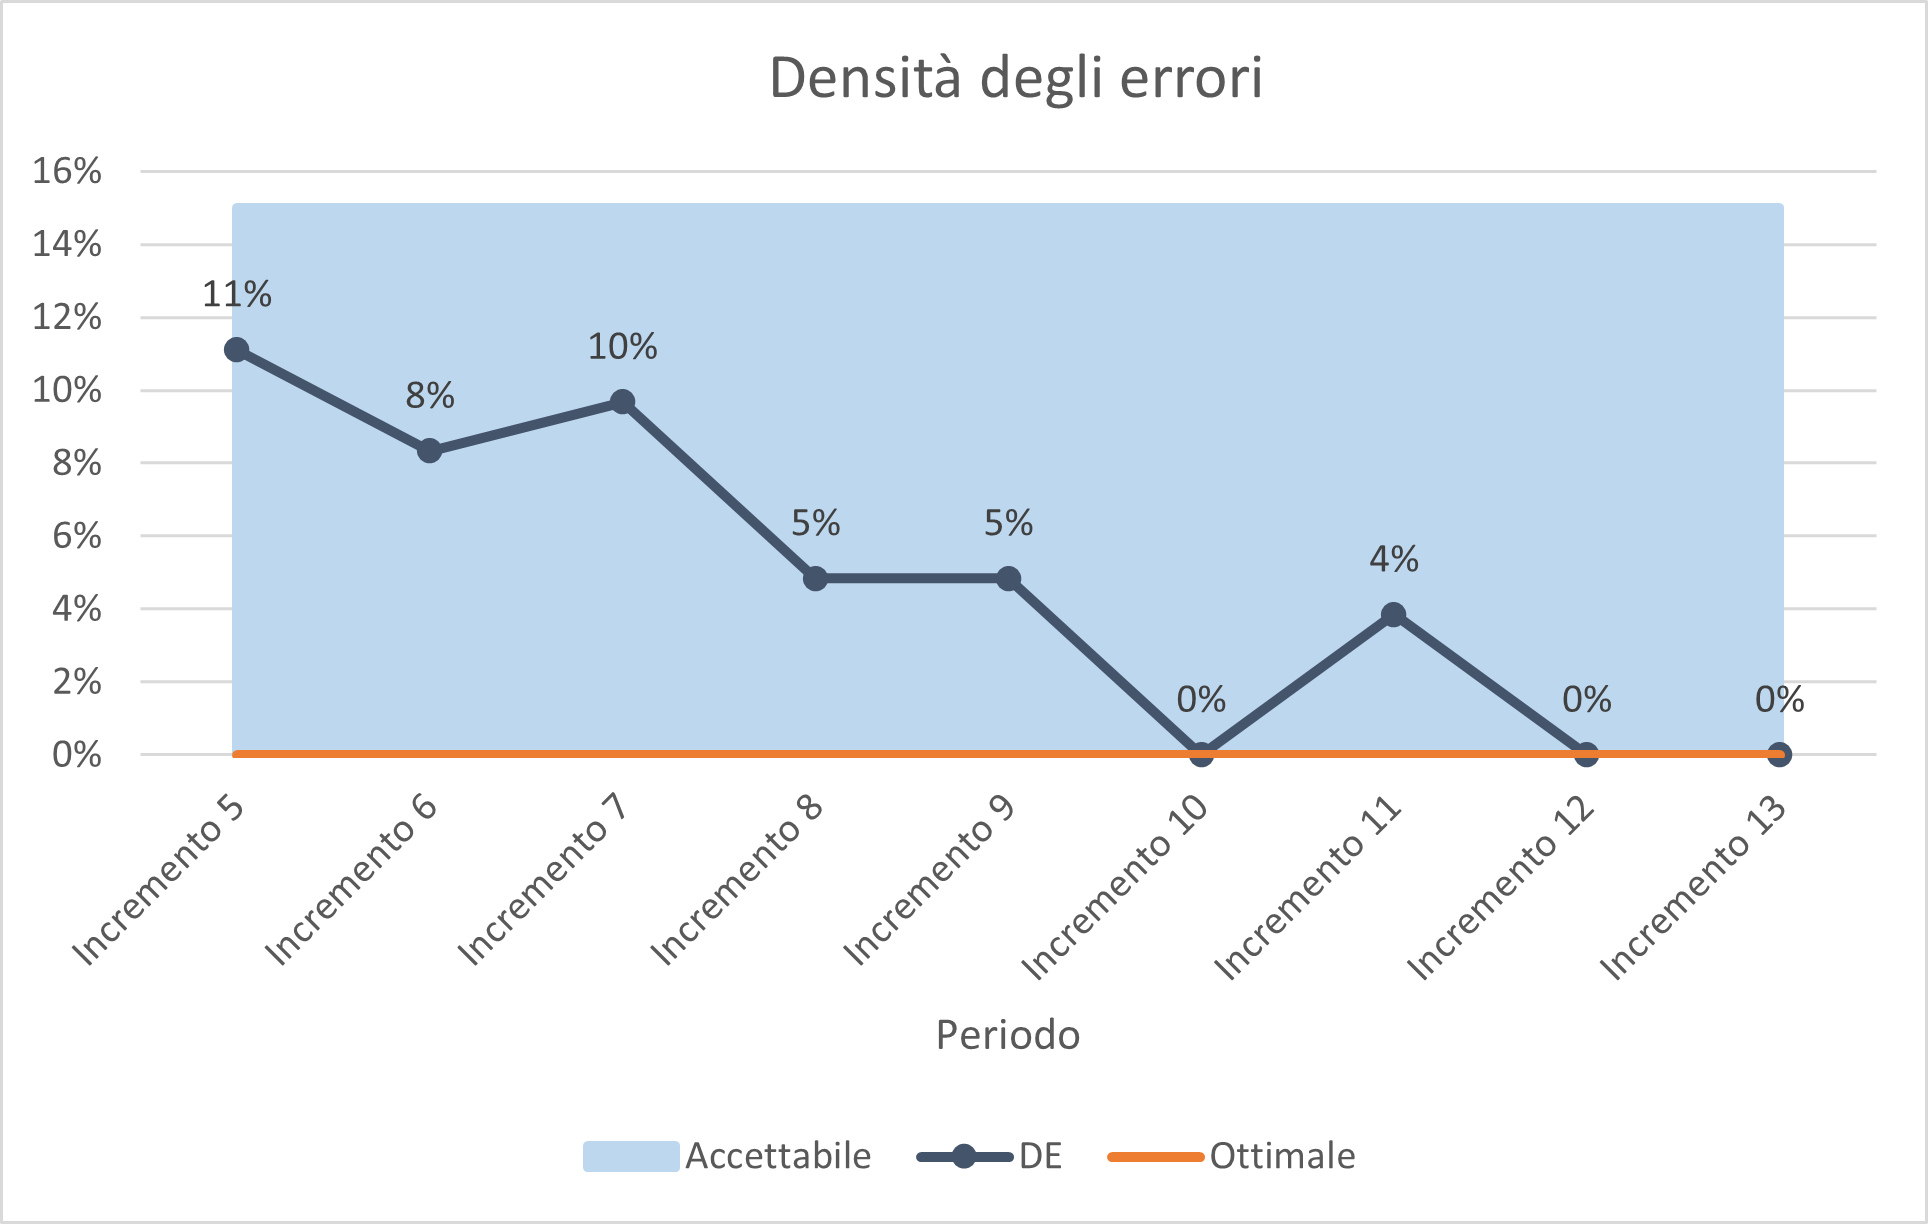 Densità degli errori
16%
14%
12%
10%
8%
6%
4%
2%
0%
11%
8%
10%
5%
5%
0%
4%
0%
0%
Incremento 5
Incremento 6
Incremento 7
Incremento 8
Incremento 9
Incremento 10
Incremento 11
Incremento 12
Incremento 13
Periodo
Accettabile DE Ottimale